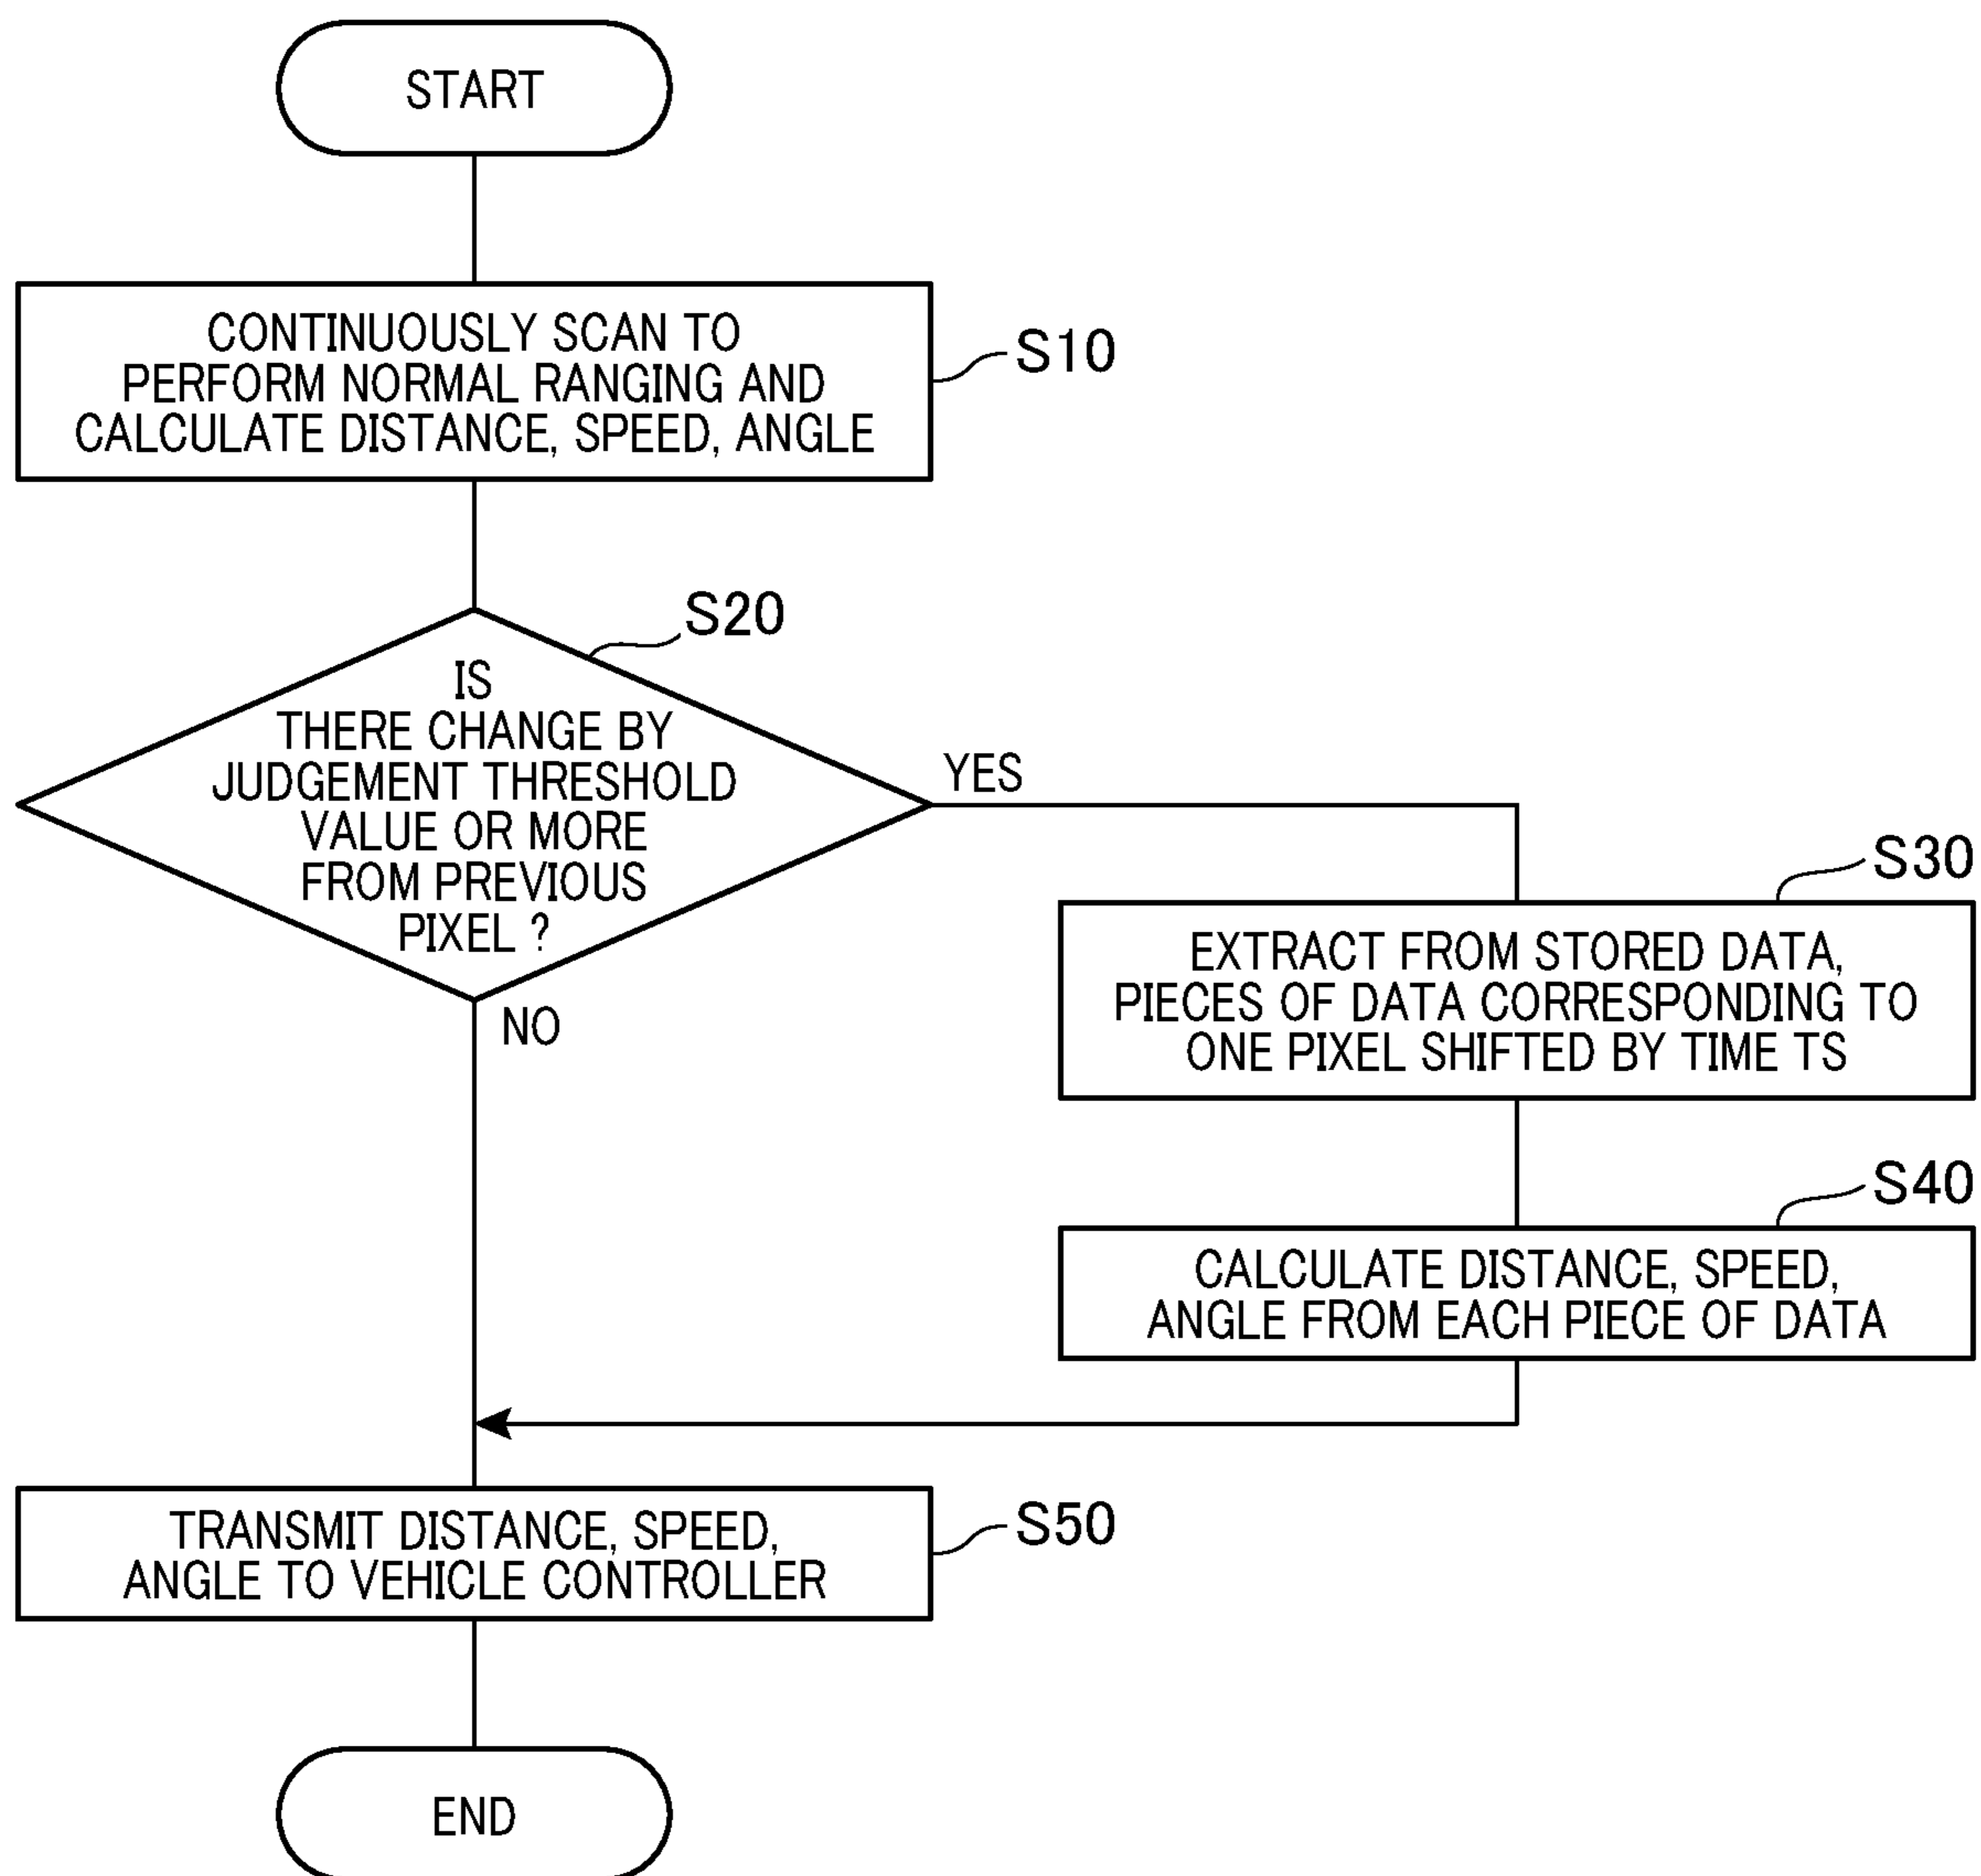 START
CONTINUOUSLY SCAN TO
PERFORM NORMAL RANGING AND
CALCULATE DISTANCE, SPEED, ANGLE
S10
S20
IS
THERE CHANGE BY
JUDGEMENT THRESHOLD
VALUE OR MORE
FROM PREVIOUS
PIXEL ?
YES
NO
S30
EXTRACT FROM STORED DATA,
PIECES OF DATA CORRESPONDING TO
ONE PIXEL SHIFTED BY TIME TS
S40
CALCULATE DISTANCE, SPEED,
ANGLE FROM EACH PIECE OF DATA
TRANSMIT DISTANCE, SPEED,
ANGLE TO VEHICLE CONTROLLER
S50
END